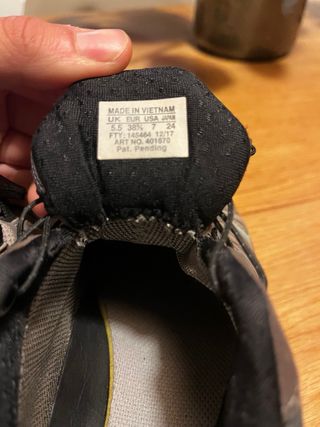 MADE IN VIETNAM
UK EUR USA JAPAN
5.5 38⅔ 7 24
FTY: 145464 12/17
ART NO. 401670
Pat. Pending